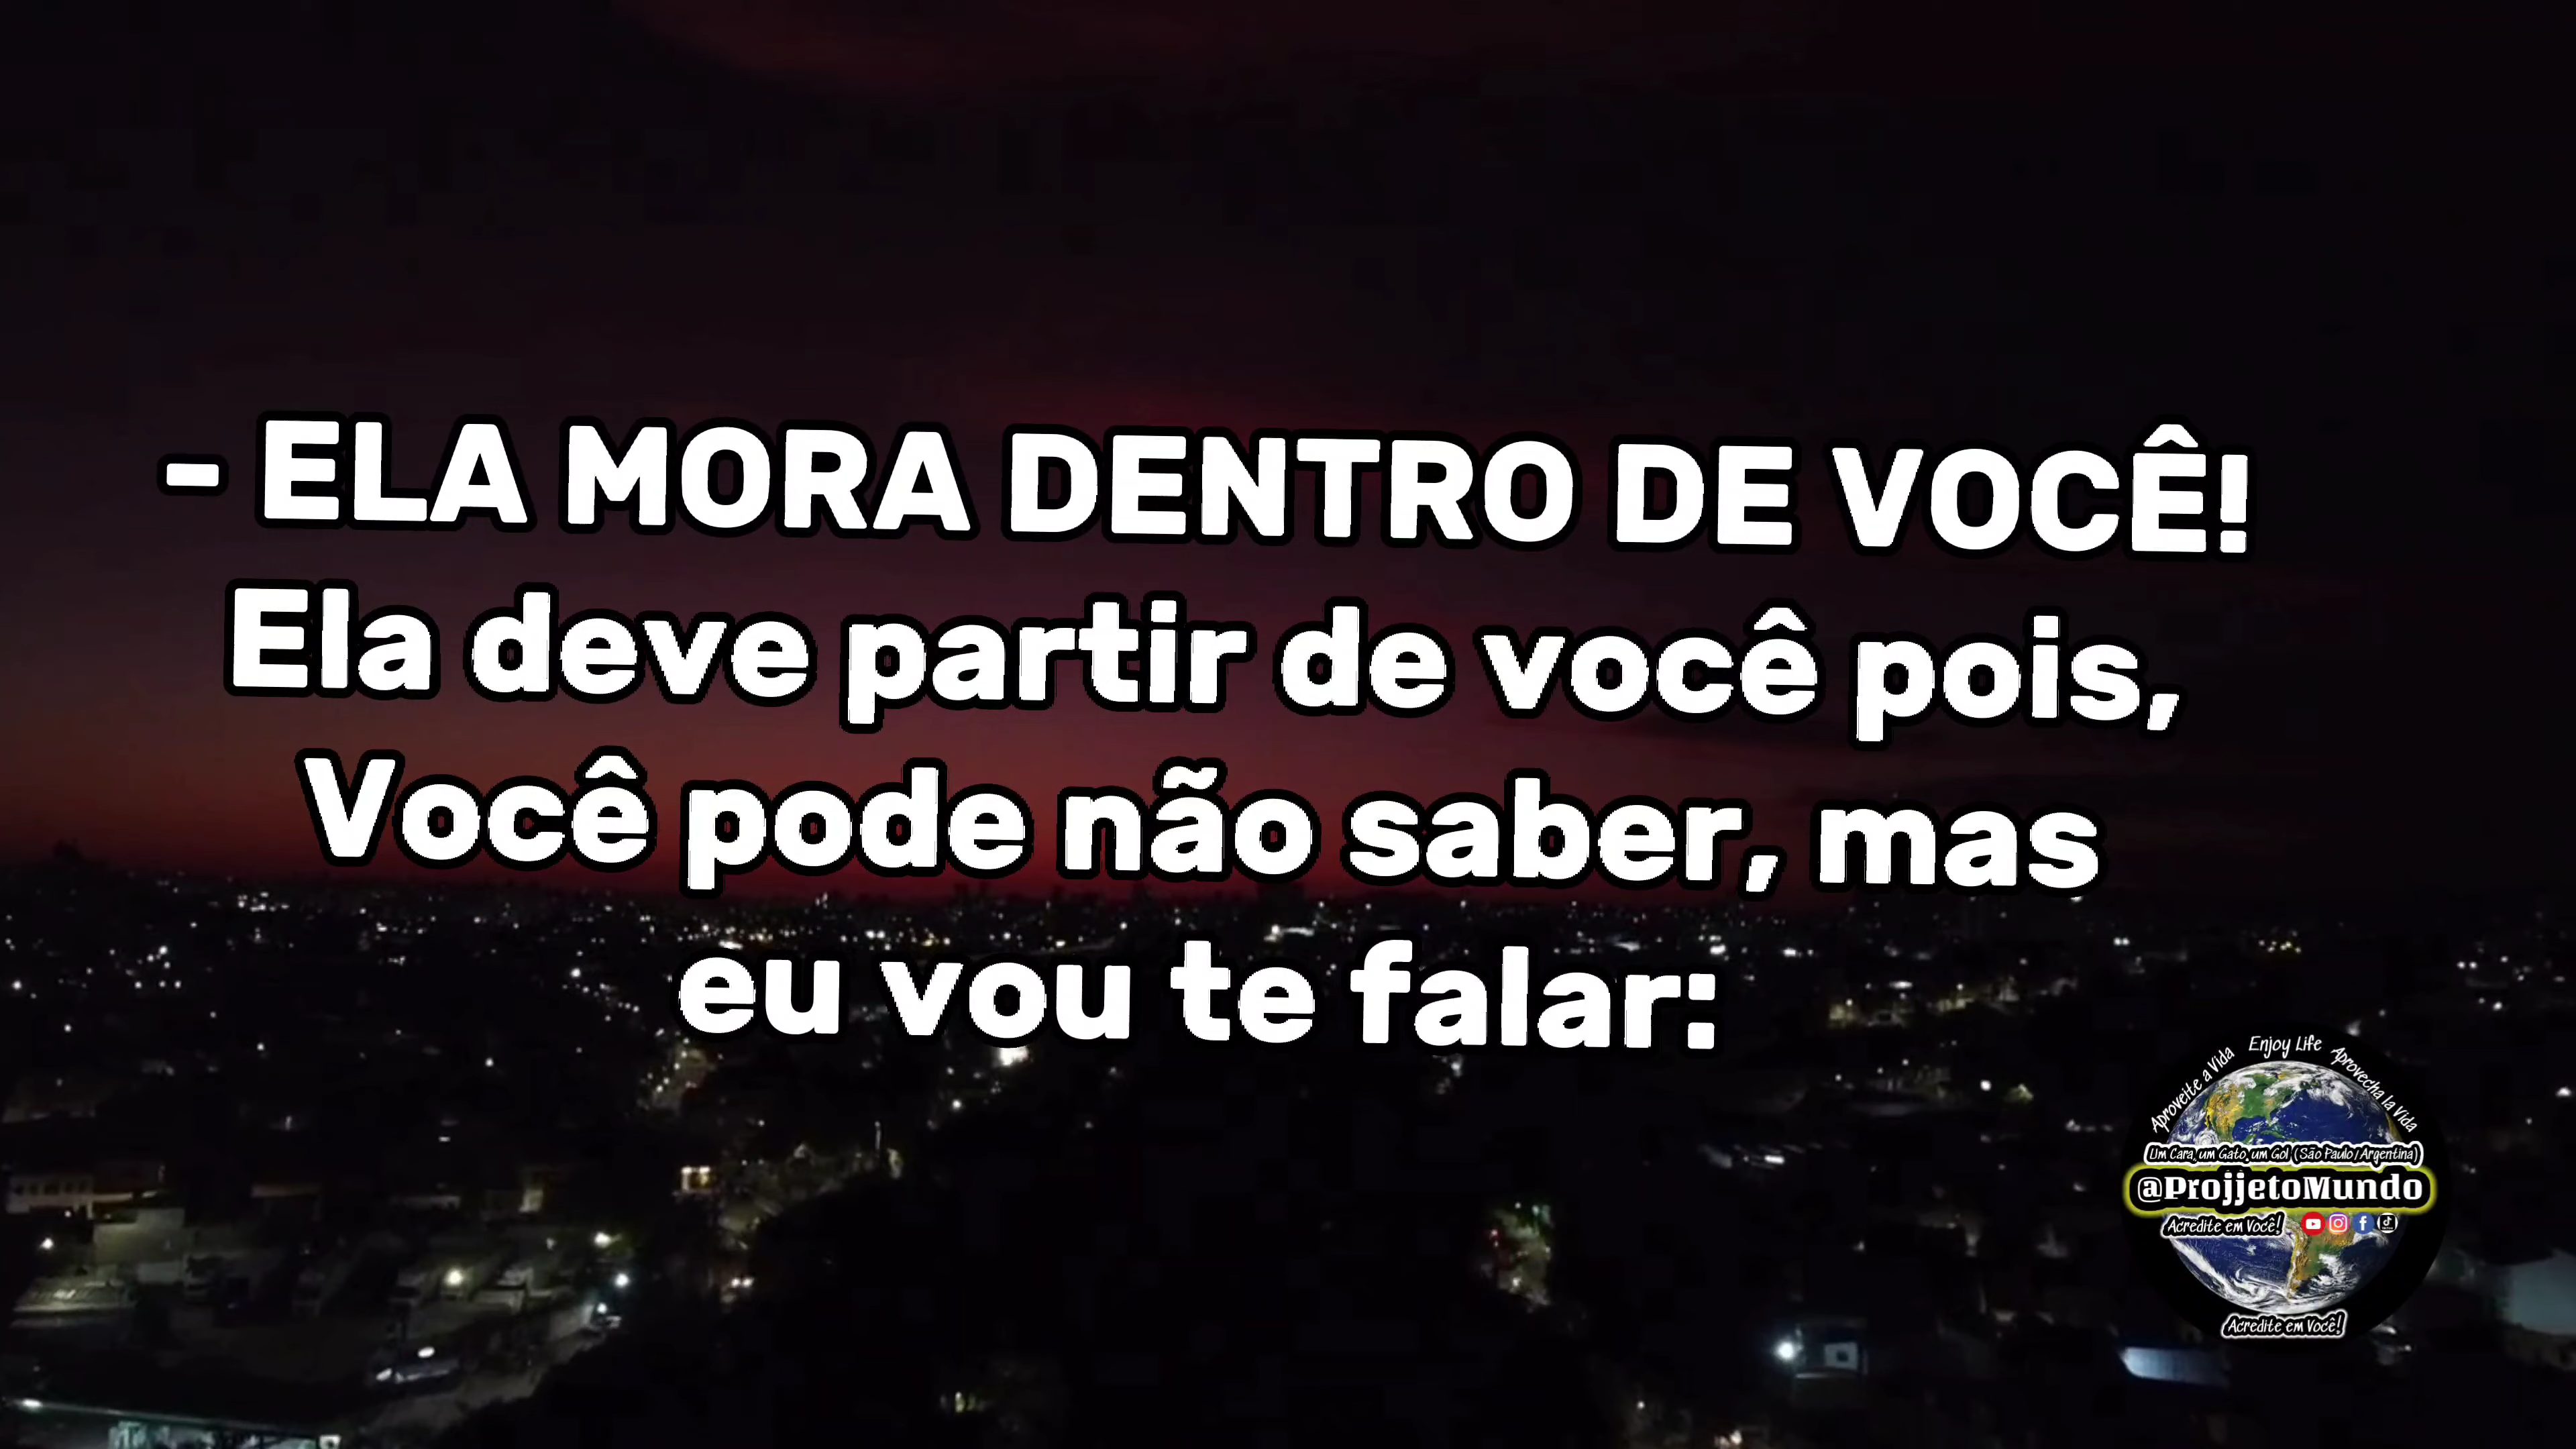 - ELA MORA DENTRO DE VOCÊ!
Ela deve partir de você pois,
Você pode não saber, mas
eu vou te falar:
Aproveite a Vida Enjoy Life Aprovecha la Vida
Um Cara, um Gato, um Gol (São Paulo/Argentina)
@ProjjetoMundo
Acredite em Você!
Acredite em Você!